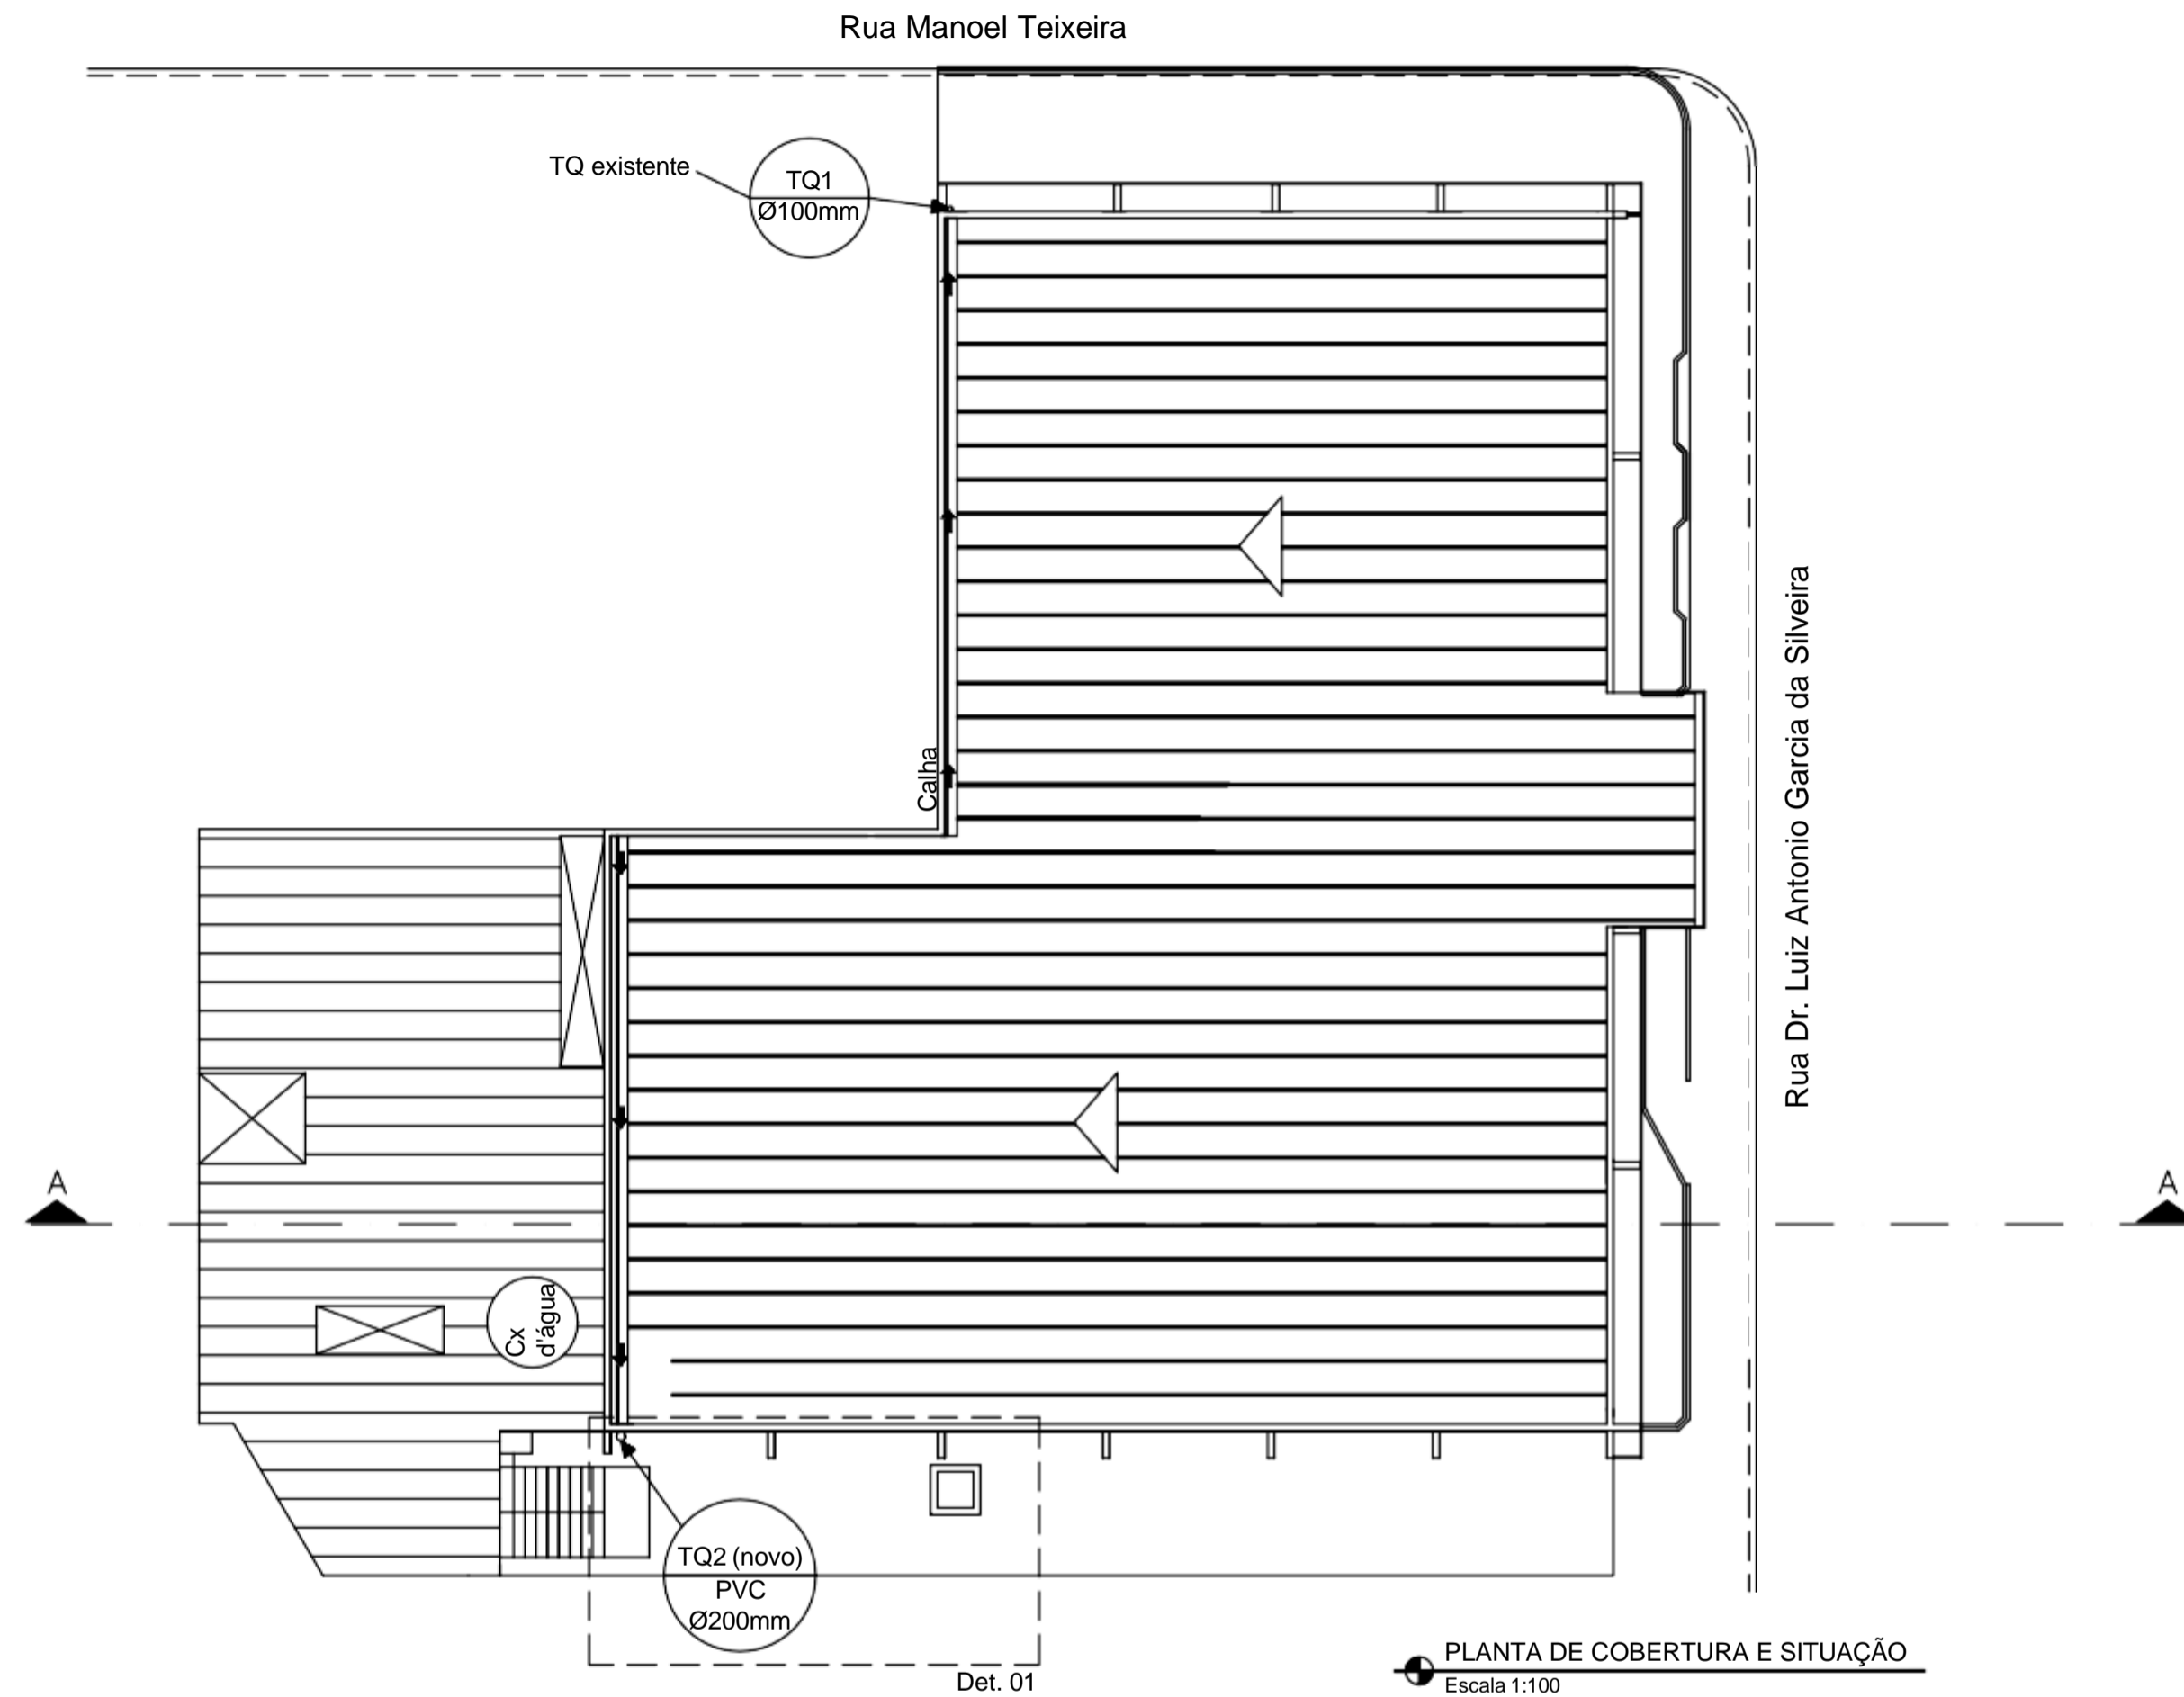 Rua Manoel Teixeira
TQ existente
TQ1
Ø100mm
Rua Dr. Luiz Antonio Garcia da Silveira
Calha
A
A
Cx
d'água
TQ2 (novo)
PVC
Ø200mm
Det. 01
PLANTA DE COBERTURA E SITUAÇÃO
Escala 1:100